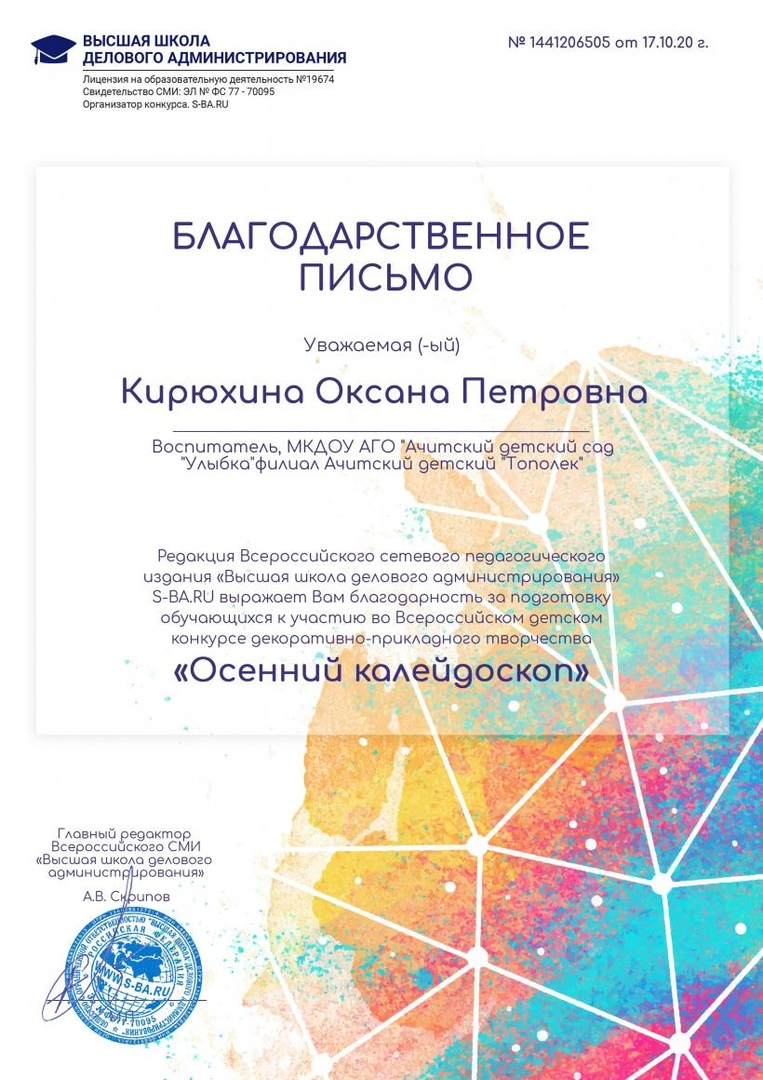 ВЫСШАЯ ШКОЛА
ДЕЛОВОГО АДМИНИСТРИРОВАНИЯ
Лицензия на образовательную деятельность №19674
Свидетельство СМИ: ЭЛ № ФС 77 - 70095
Организатор конкурса. S-BA.RU
№ 1441206505 от 17.10.20 г.
БЛАГОДАРСТВЕННОЕ
ПИСЬМО
Уважаемая (-ый)
Кирюхина Оксана Петровна
Воспитатель, МКДОУ АГО "Ачитский детский сад
"Улыбка"филиал Ачитский детский "Тополек"
Редакция Всероссийского сетевого педагогического
издания «Высшая школа делового администрирования»
S-BA.RU выражает Вам благодарность за подготовку
обучающихся к участию во Всероссийском детском
конкурсе декоративно-прикладного творчества
«Осенний калейдоскоп»
Главный редактор
Всероссийского СМИ
«Высшая школа делового
администрирования»
А.В. Скрипов
РОССИЙСКАЯ ФЕДЕРАЦИЯ
WWW.S-BA.RU